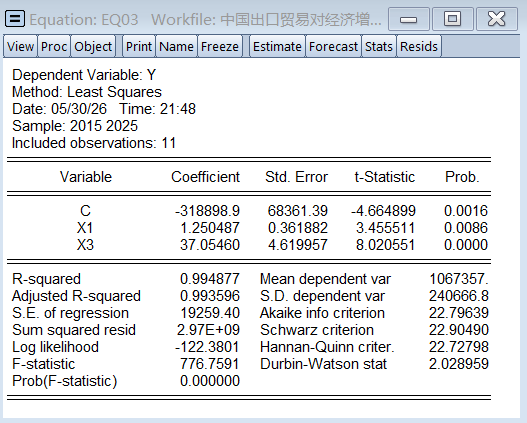 Equation: EQ03 Workfile: 中国出口贸易对经济增...
View Proc Object Print Name Freeze Estimate Forecast Stats Resids
Dependent Variable: Y
Method: Least Squares
Date: 05/30/26 Time: 21:48
Sample: 2015 2025
Included observations: 11
Variable Coefficient Std. Error t-Statistic Prob.
C -318898.9 68361.39 -4.664899 0.0016
X1 1.250487 0.361882 3.455511 0.0086
X3 37.05460 4.619957 8.020551 0.0000
R-squared 0.994877 Mean dependent var 1067357.
Adjusted R-squared 0.993596 S.D. dependent var 240666.8
S.E. of regression 19259.40 Akaike info criterion 22.79639
Sum squared resid 2.97E+09 Schwarz criterion 22.90490
Log likelihood -122.3801 Hannan-Quinn criter. 22.72798
F-statistic 776.7591 Durbin-Watson stat 2.028959
Prob(F-statistic) 0.000000